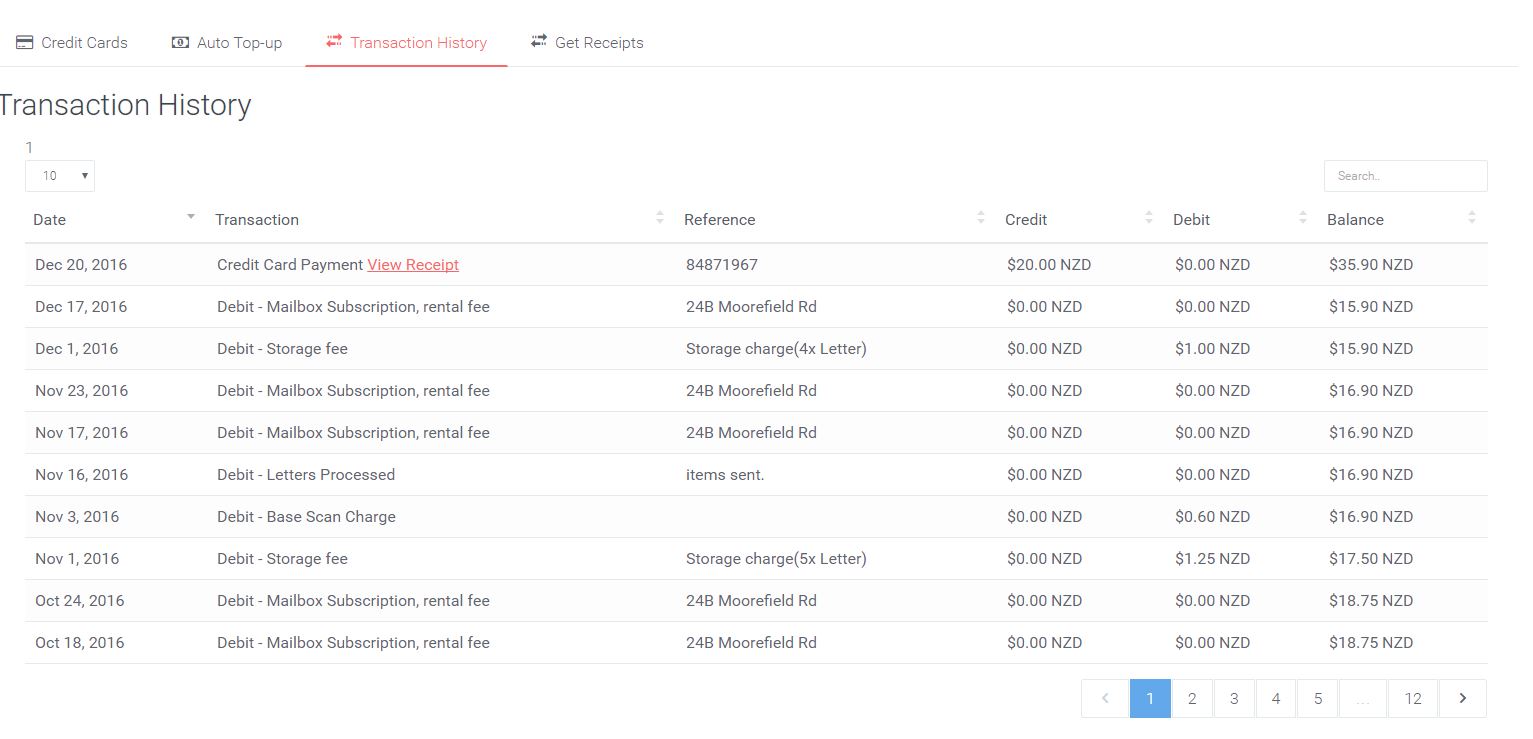 Credit Cards Auto Top-up Transaction History Get Receipts
Transaction History
1
10
Search..
Date Transaction Reference Credit Debit Balance
Dec 20, 2016 Credit Card Payment View Receipt 84871967 $20.00 NZD $0.00 NZD $35.90 NZD
Dec 17, 2016 Debit - Mailbox Subscription, rental fee 24B Moorefield Rd $0.00 NZD $0.00 NZD $15.90 NZD
Dec 1, 2016 Debit - Storage fee Storage charge(4x Letter) $0.00 NZD $1.00 NZD $15.90 NZD
Nov 23, 2016 Debit - Mailbox Subscription, rental fee 24B Moorefield Rd $0.00 NZD $0.00 NZD $16.90 NZD
Nov 17, 2016 Debit - Mailbox Subscription, rental fee 24B Moorefield Rd $0.00 NZD $0.00 NZD $16.90 NZD
Nov 16, 2016 Debit - Letters Processed items sent. $0.00 NZD $0.00 NZD $16.90 NZD
Nov 3, 2016 Debit - Base Scan Charge $0.00 NZD $0.60 NZD $16.90 NZD
Nov 1, 2016 Debit - Storage fee Storage charge(5x Letter) $0.00 NZD $1.25 NZD $17.50 NZD
Oct 24, 2016 Debit - Mailbox Subscription, rental fee 24B Moorefield Rd $0.00 NZD $0.00 NZD $18.75 NZD
Oct 18, 2016 Debit - Mailbox Subscription, rental fee 24B Moorefield Rd $0.00 NZD $0.00 NZD $18.75 NZD
1 2 3 4 5 ... 12